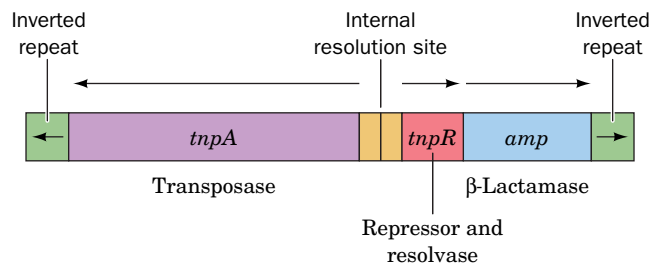 Inverted
repeat
Internal
resolution site
Inverted
repeat
tnpA
tnpR
amp
Transposase
β-Lactamase
Repressor and
resolvase